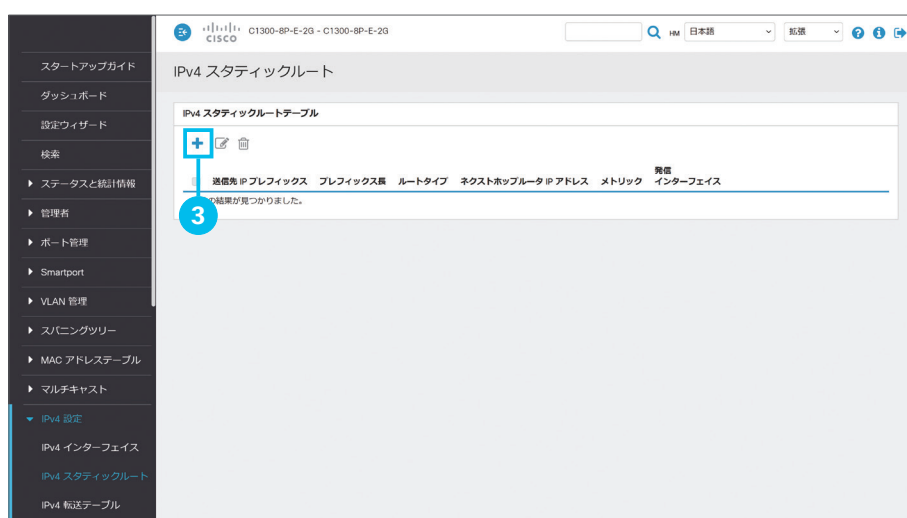 CISCO
C1300-8P-E-2G - C1300-8P-E-2G
HM
日本語
拡張
スタートアップガイド
ダッシュボード
設定ウィザード
検索
ステータスと統計情報
管理者
ポート管理
Smartport
VLAN 管理
スパニングツリー
MAC アドレステーブル
マルチキャスト
IPv4 設定
IPv4 インターフェイス
IPv4 スタティックルート
IPv4 転送テーブル
IPv4 スタティックルート
IPv4 スタティックルートテーブル
送信先 IP プレフィックス プレフィックス長 ルートタイプ ネクストホップルータ IP アドレス メトリック 発信
インターフェイス
の結果が見つかりました。
3